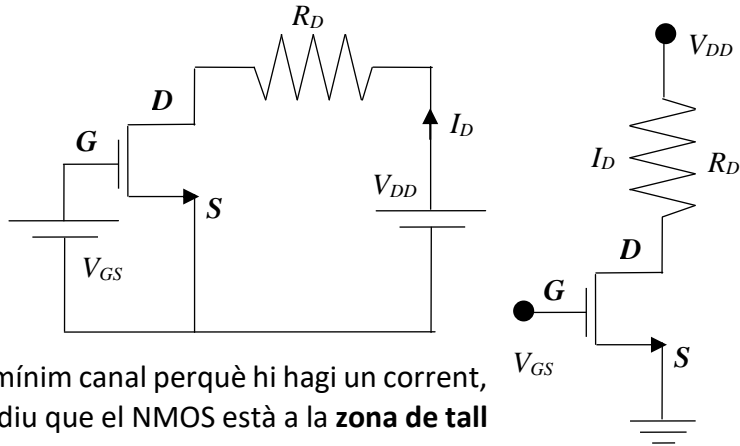 R_D
D
G
I_D
V_DD
S
V_GS
mínim canal perquè hi hagi un corrent,
diu que el NMOS està a la zona de tall
V_DD
I_D
R_D
D
G
V_GS
S